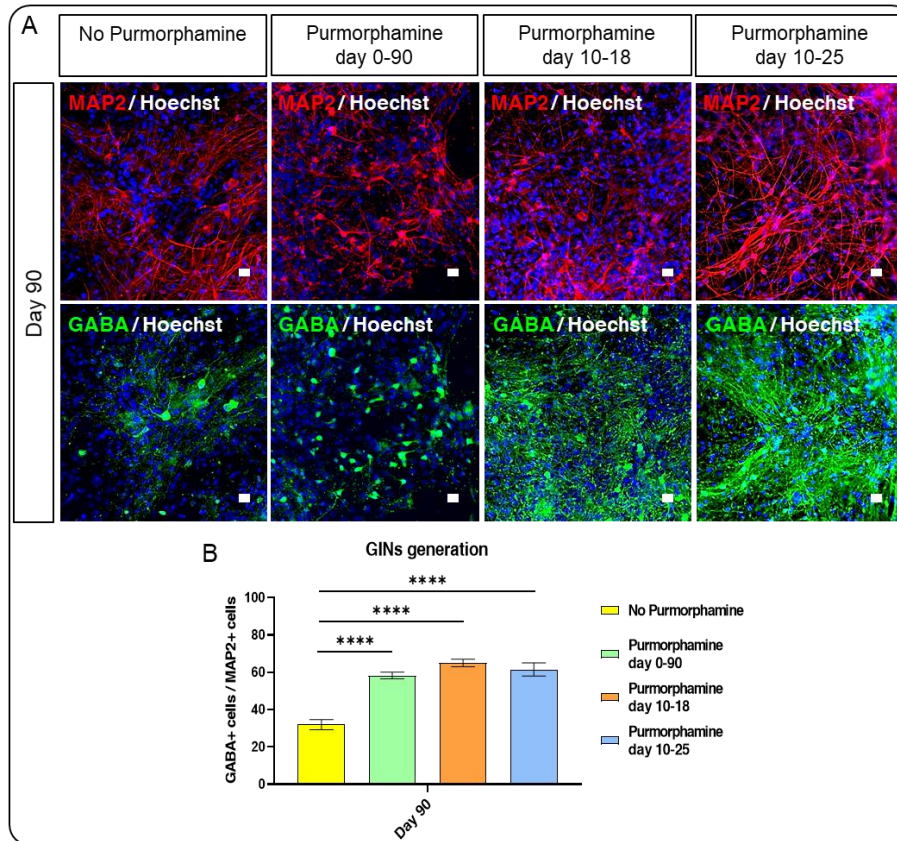 A
No Purmorphamine
Purmorphamine
day 0-90
Purmorphamine
day 10-18
Purmorphamine
day 10-25
Day 90
MAP2 / Hoechst
MAP2 / Hoechst
MAP2 / Hoechst
MAP2 / Hoechst
GABA / Hoechst
GABA / Hoechst
GABA / Hoechst
GABA / Hoechst
B
GINs generation
GABA+ cells / MAP2+ cells
100
80
60
40
20
0
****
****
****
Day 90
No Purmorphamine
Purmorphamine
day 0-90
Purmorphamine
day 10-18
Purmorphamine
day 10-25